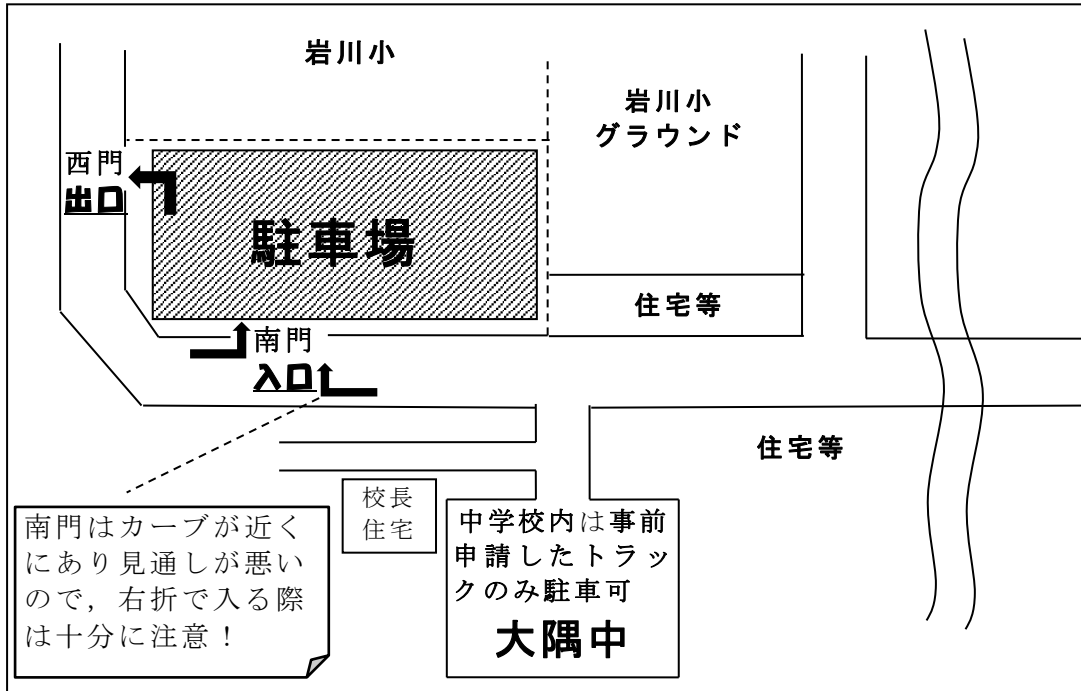 岩川小
岩川小
グラウンド
西門
出口
駐車場
住宅等
南門
入口
住宅等
校長
住宅
中学校内は事前
申請したトラッ
クのみ駐車可
大隅中
南門はカーブが近く
にあり見通しが悪い
ので，右折で入る際
は十分に注意！